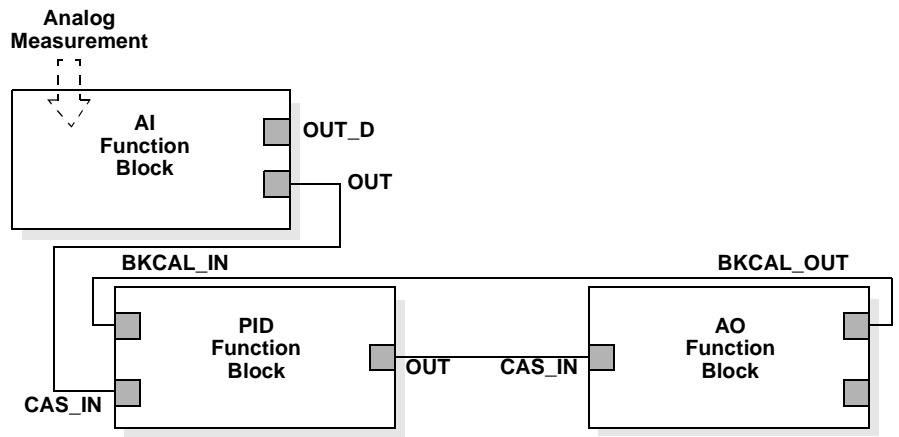 Analog
Measurement
AI
Function
Block
OUT_D
OUT
BKCAL_IN
BKCAL_OUT
PID
Function
Block
AO
Function
Block
OUT
CAS_IN
CAS_IN